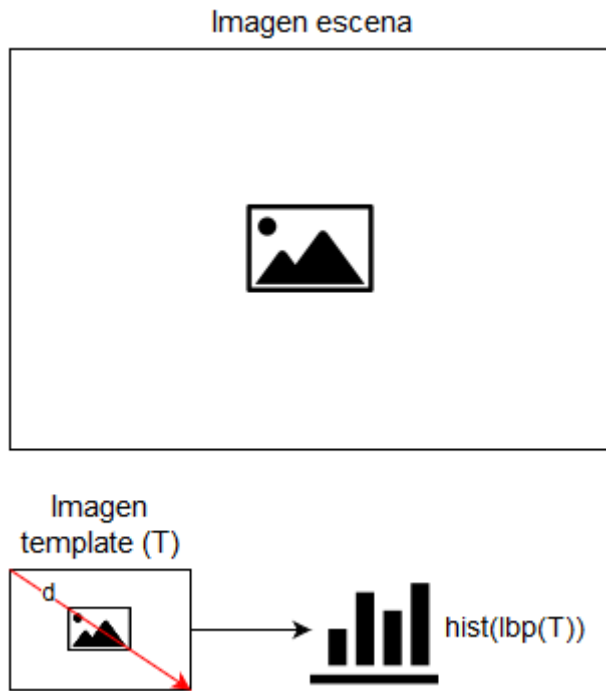 Imagen escena
Imagen
template (T)
d
hist(lbp(T))